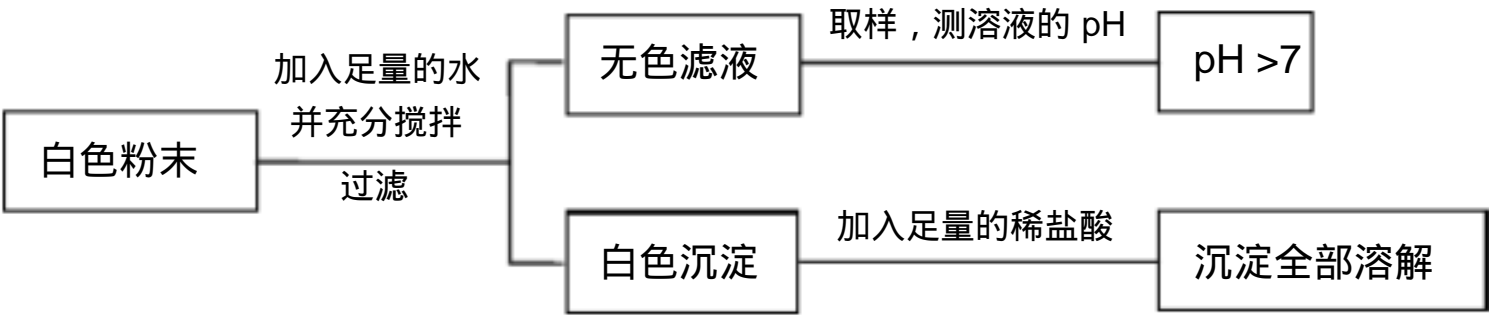 白色粉末
加入足量的水
并充分搅拌
过滤
无色滤液
取样，测溶液的 pH
pH >7
白色沉淀
加入足量的稀盐酸
沉淀全部溶解